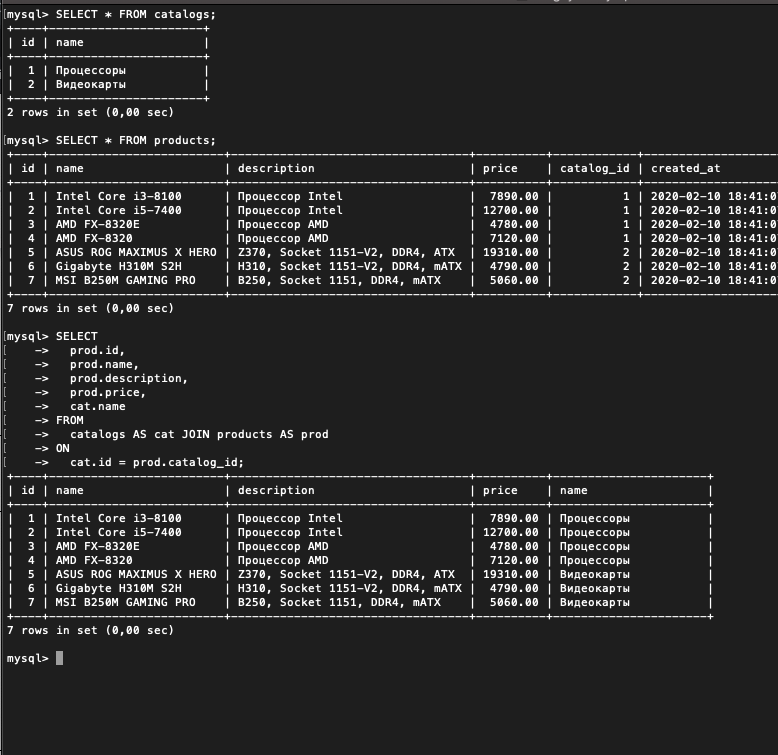 mysql> SELECT * FROM catalogs;
+----+----------------------+
| id | name                 |
+----+----------------------+
|  1 | Процессоры           |
|  2 | Видеокарты           |
+----+----------------------+
2 rows in set (0,00 sec)
mysql> SELECT * FROM products;
| id | name                    | description                     | price    | catalog_id | created_at
|  1 | Intel Core i3-8100      | Процессор Intel                 |  7890.00 |          1 | 2020-02-10 18:41:0
|  2 | Intel Core i5-7400      | Процессор Intel                 | 12700.00 |          1 | 2020-02-10 18:41:0
|  3 | AMD FX-8320E            | Процессор AMD                   |  4780.00 |          1 | 2020-02-10 18:41:0
|  4 | AMD FX-8320             | Процессор AMD                   |  7120.00 |          1 | 2020-02-10 18:41:0
|  5 | ASUS ROG MAXIMUS X HERO | Z370, Socket 1151-V2, DDR4, ATX | 19310.00 |          2 | 2020-02-10 18:41:0
|  6 | Gigabyte H310M S2H      | H310, Socket 1151-V2, DDR4, mATX |  4790.00 |          2 | 2020-02-10 18:41:0
|  7 | MSI B250M GAMING PRO    | B250, Socket 1151, DDR4, mATX   |  5060.00 |          2 | 2020-02-10 18:41:0
7 rows in set (0,00 sec)
mysql> SELECT
    ->   prod.id,
    ->   prod.name,
    ->   prod.description,
    ->   prod.price,
    ->   cat.name
    -> FROM
    ->   catalogs AS cat JOIN products AS prod
    -> ON
    ->   cat.id = prod.catalog_id;
| id | name                    | description                     | price    | name                 |
|  1 | Intel Core i3-8100      | Процессор Intel                 |  7890.00 | Процессоры           |
|  2 | Intel Core i5-7400      | Процессор Intel                 | 12700.00 | Процессоры           |
|  3 | AMD FX-8320E            | Процессор AMD                   |  4780.00 | Процессоры           |
|  4 | AMD FX-8320             | Процессор AMD                   |  7120.00 | Процессоры           |
|  5 | ASUS ROG MAXIMUS X HERO | Z370, Socket 1151-V2, DDR4, ATX | 19310.00 | Видеокарты           |
|  6 | Gigabyte H310M S2H      | H310, Socket 1151-V2, DDR4, mATX |  4790.00 | Видеокарты           |
|  7 | MSI B250M GAMING PRO    | B250, Socket 1151, DDR4, mATX   |  5060.00 | Видеокарты           |
7 rows in set (0,00 sec)
mysql>